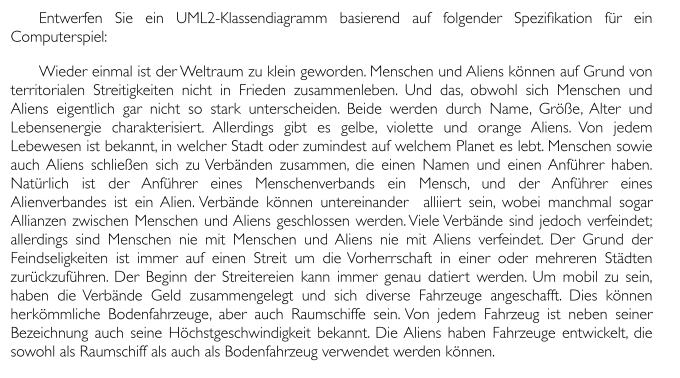 Entwerfen Sie ein UML2-Klassendiagramm basierend auf folgender Spezifikation für ein
Computerspiel:
Wieder einmal ist der Weltraum zu klein geworden. Menschen und Aliens können auf Grund von
territorialen Streitigkeiten nicht in Frieden zusammenleben. Und das, obwohl sich Menschen und
Aliens eigentlich gar nicht so stark unterscheiden. Beide werden durch Name, Größe, Alter und
Lebensenergie charakterisiert. Allerdings gibt es gelbe, violette und orange Aliens. Von jedem
Lebewesen ist bekannt, in welcher Stadt oder zumindest auf welchem Planet es lebt. Menschen sowie
auch Aliens schließen sich zu Verbänden zusammen, die einen Namen und einen Anführer haben.
Natürlich ist der Anführer eines Menschenverbands ein Mensch, und der Anführer eines
Alienverbandes ist ein Alien. Verbände können untereinander alliiert sein, wobei manchmal sogar
Allianzen zwischen Menschen und Aliens geschlossen werden. Viele Verbände sind jedoch verfeindet;
allerdings sind Menschen nie mit Menschen und Aliens nie mit Aliens verfeindet. Der Grund der
Feindseligkeiten ist immer auf einen Streit um die Vorherrschaft in einer oder mehreren Städten
zurückzuführen. Der Beginn der Streitereien kann immer genau datiert werden. Um mobil zu sein,
haben die Verbände Geld zusammengelegt und sich diverse Fahrzeuge angeschafft. Dies können
herkömmliche Bodenfahrzeuge, aber auch Raumschiffe sein. Von jedem Fahrzeug ist neben seiner
Bezeichnung auch seine Höchstgeschwindigkeit bekannt. Die Aliens haben Fahrzeuge entwickelt, die
sowohl als Raumschiff als auch als Bodenfahrzeug verwendet werden können.